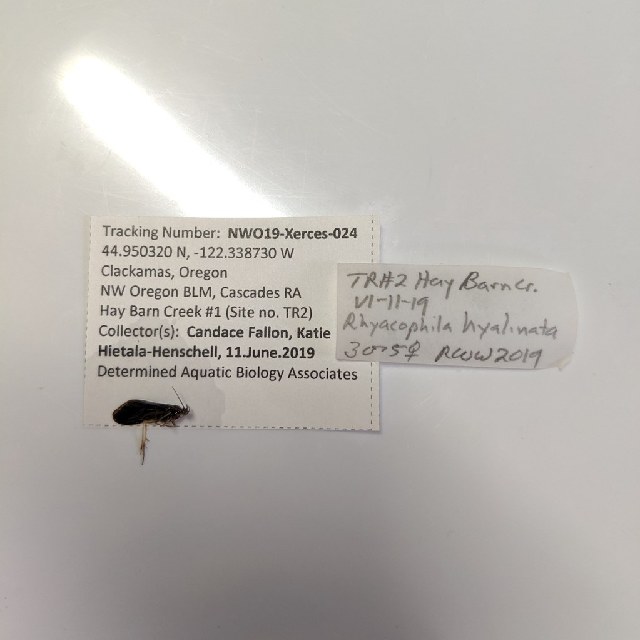 Tracking Number: NWO19-Xerces-024
44.950320 N, -122.338730 W
Clackamas, Oregon
NW Oregon BLM, Cascades RA
Hay Barn Creek #1 (Site no. TR2)
Collector(s): Candace Fallon, Katie
Hietala-Henschell, 11.June.2019
Determined Aquatic Biology Associates
TR#2 Hay Barn Cr.
VI-11-19
Rhyacophila hyalinata
3♂5♀ RWW 2019